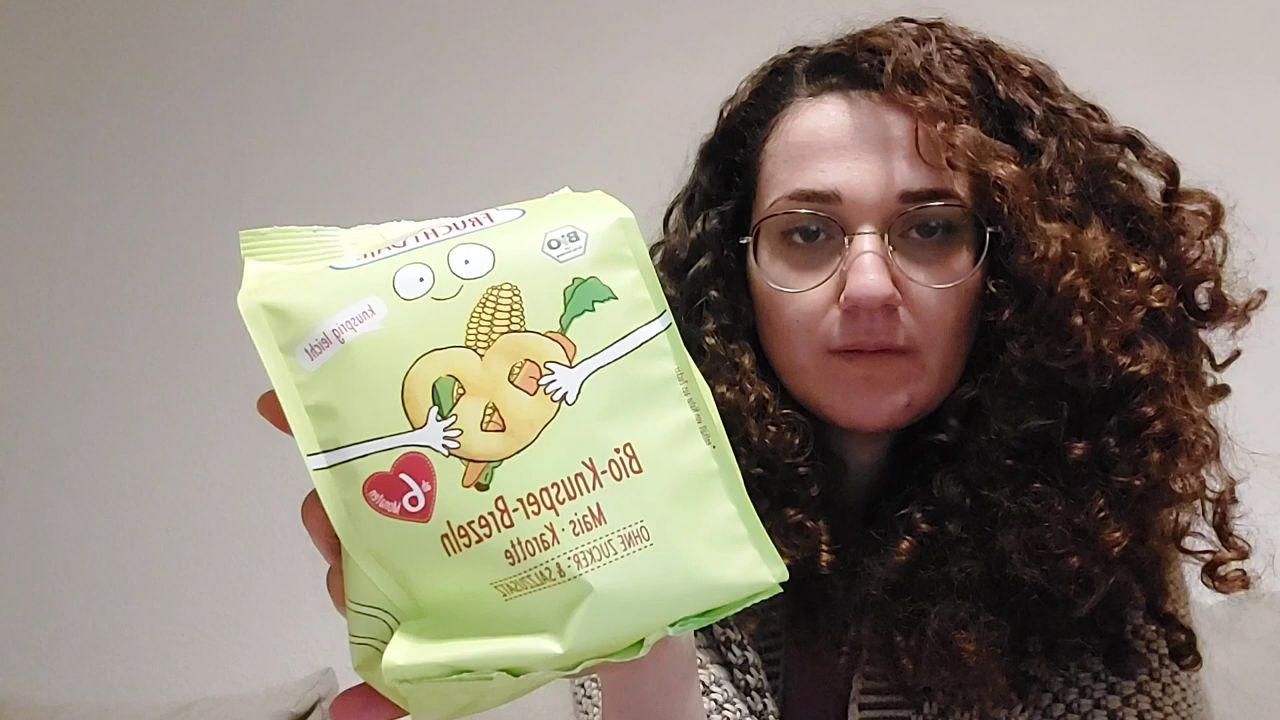 FRUCHTBAR
BIO
knusprig leicht
ab
6
Monaten
Bio-Knusper-Brezeln
Mais · Karotte
OHNE ZUCKER- & SALZZUSATZ